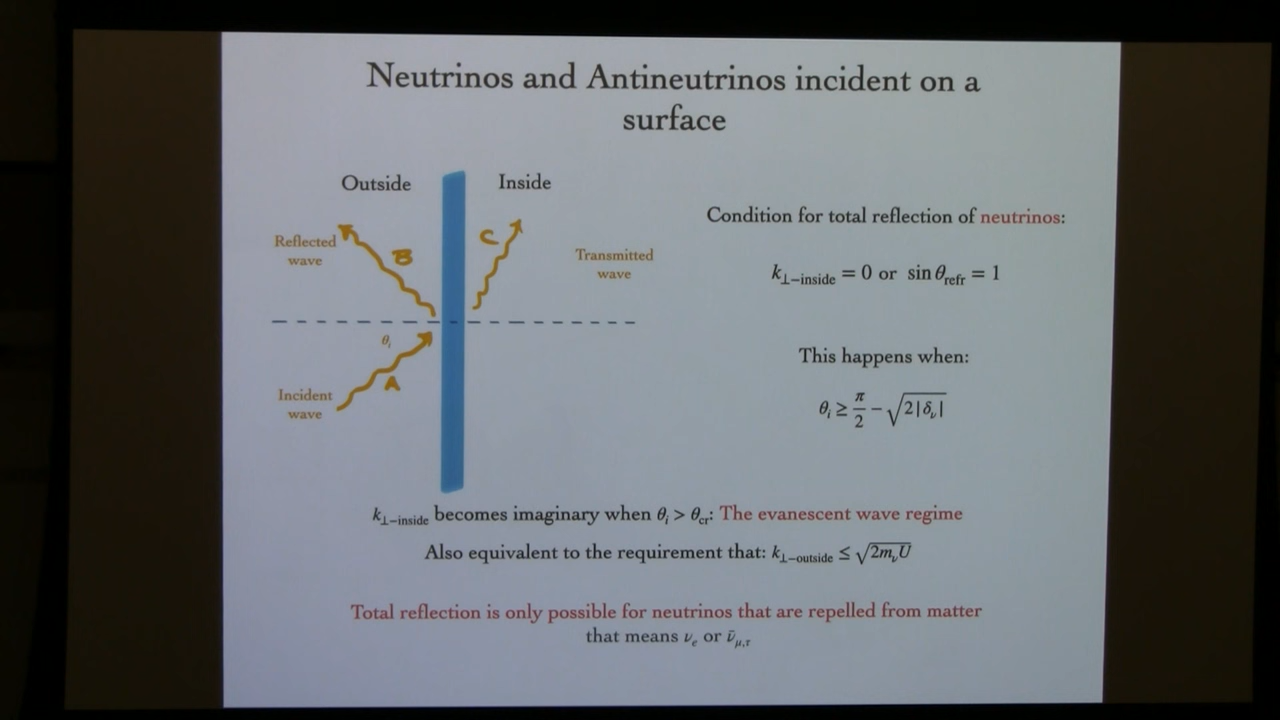 Neutrinos and Antineutrinos incident on a
surface
Outside
Inside
Reflected
wave
B
C
Transmitted
wave
θᵢ
A
Incident
wave
Condition for total reflection of neutrinos:
k⊥−inside = 0 or sin θrefr = 1
This happens when:
θᵢ ≥ π/2 − √2|δν|
k⊥−inside becomes imaginary when θᵢ > θcr: The evanescent wave regime
Also equivalent to the requirement that: k⊥−outside ≤ √2mνU
Total reflection is only possible for neutrinos that are repelled from matter
that means νe or ν̄μ,τ